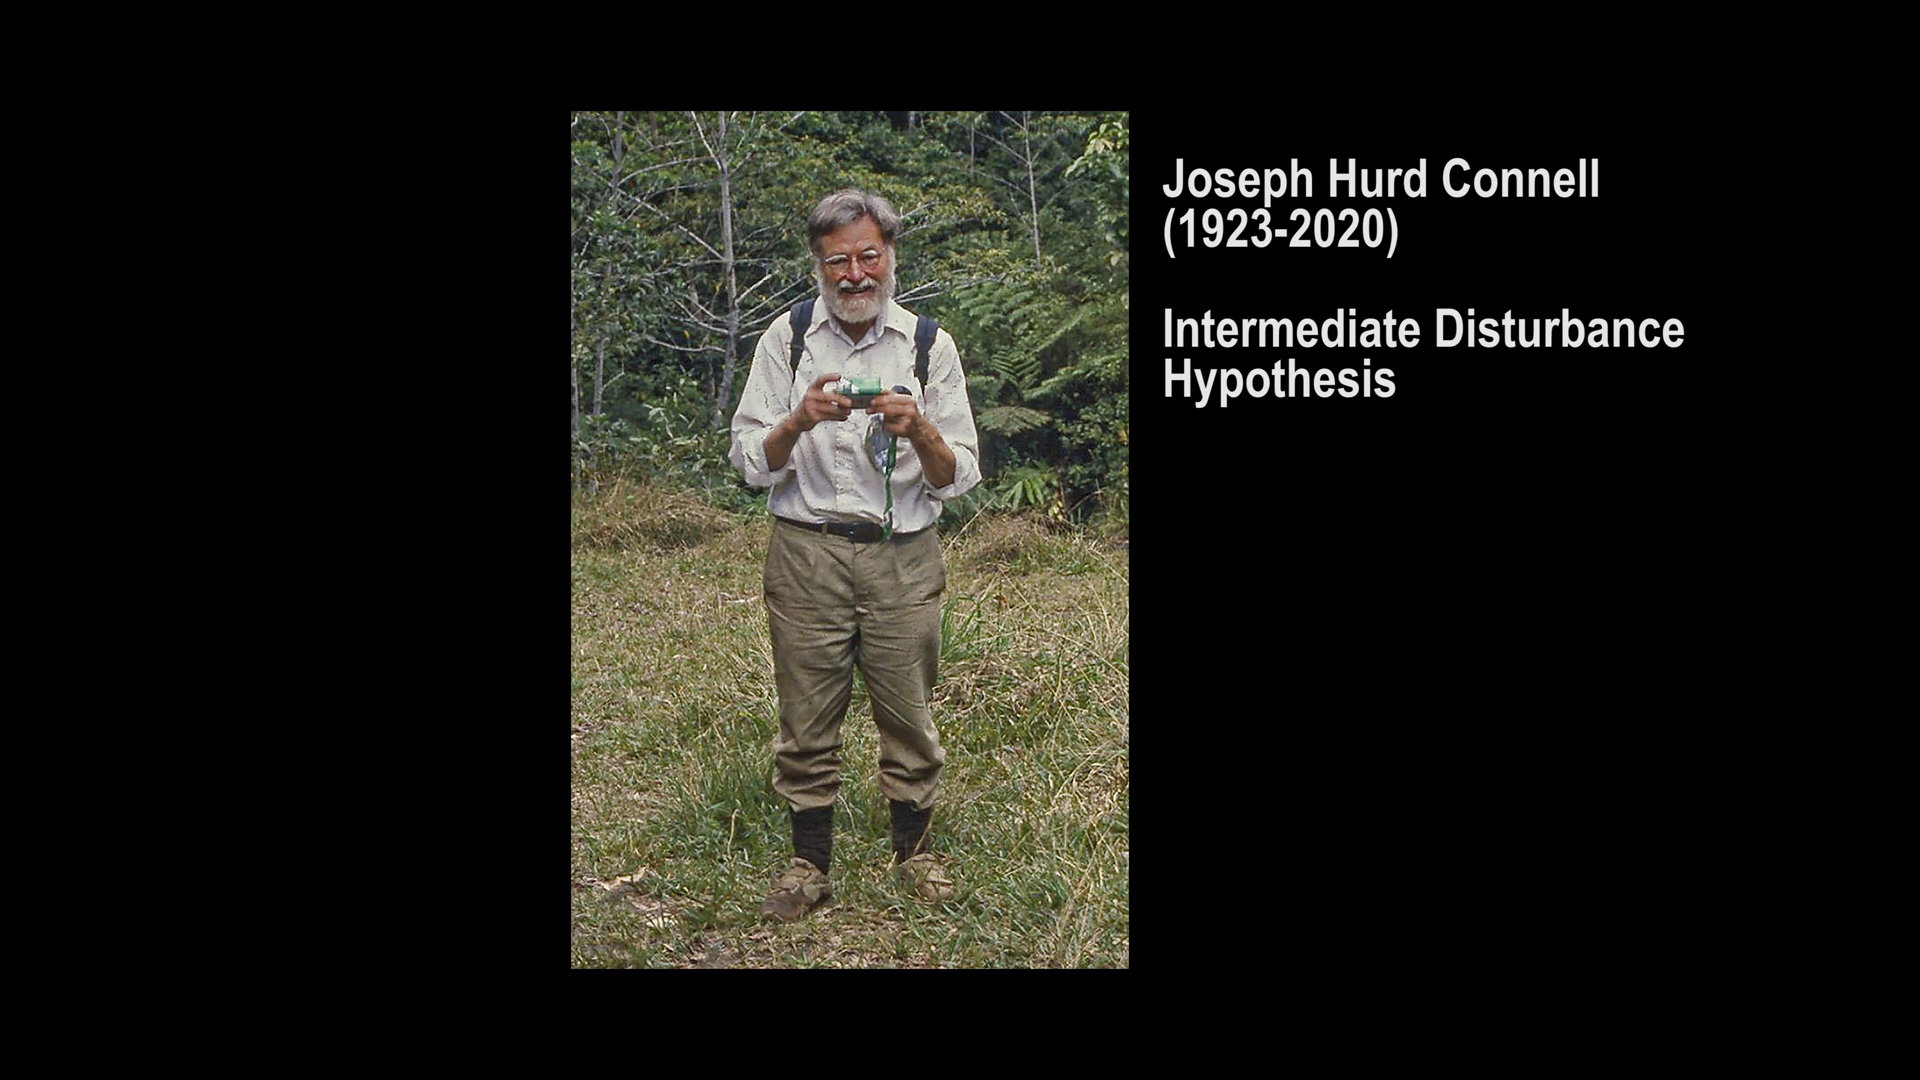 Joseph Hurd Connell
(1923-2020)
Intermediate Disturbance
Hypothesis